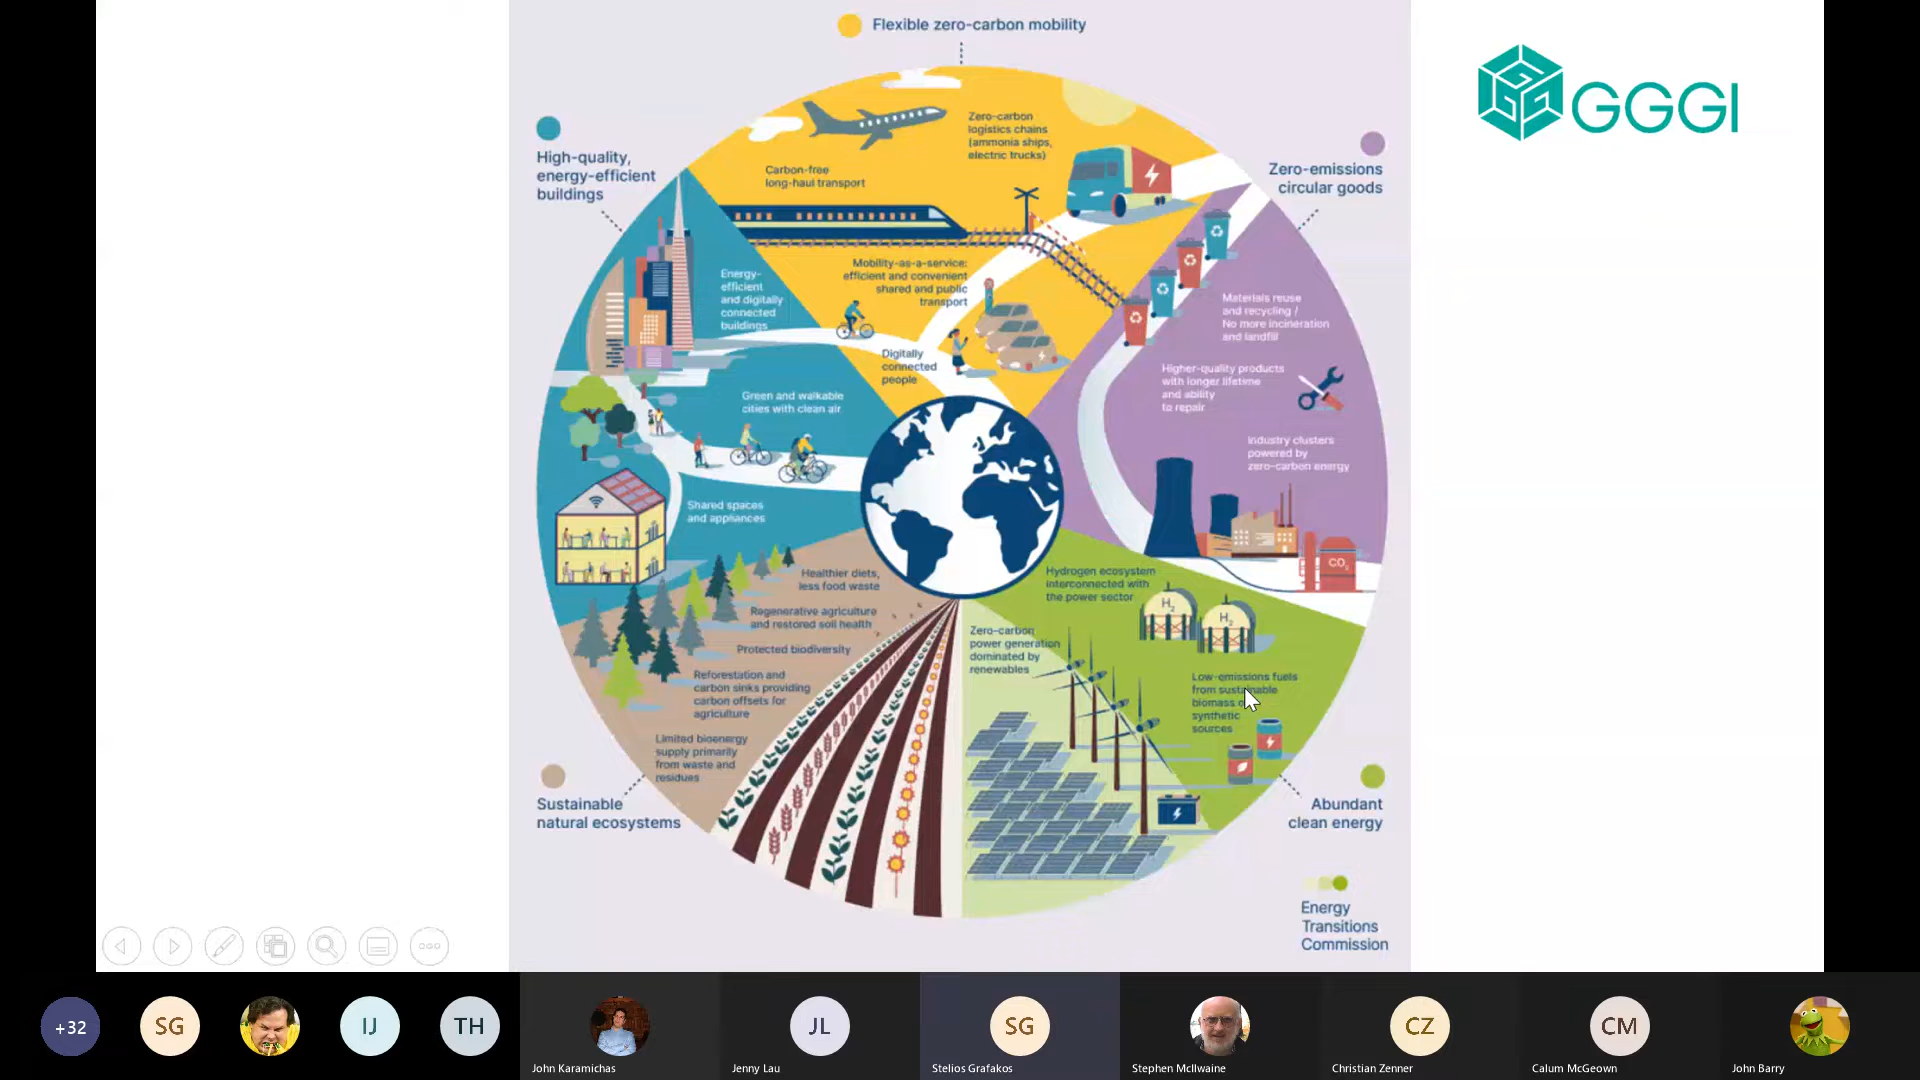 Flexible zero-carbon mobility
GGGI
High-quality,
energy-efficient
buildings
Zero-emissions
circular goods
Zero-carbon
logistics chains
(ammonia ships,
electric trucks)
Carbon-free
long-haul transport
Mobility-as-a-service:
efficient and convenient
shared and public
transport
Digitally
connected
people
Energy-
efficient
and digitally
connected
buildings
Green and walkable
cities with clean air
Shared spaces
and appliances
Materials reuse
and recycling /
No more incineration
and landfill
Higher-quality products
with longer lifetime
and ability
to repair
Industry clusters
powered by
zero-carbon energy
CO₂
Healthier diets,
less food waste
Regenerative agriculture
and restored soil health
Protected biodiversity
Reforestation and
carbon sinks providing
carbon offsets for
agriculture
Limited bioenergy
supply primarily
from waste and
residues
Hydrogen ecosystem
interconnected with
the power sector
H₂
H₂
Zero-carbon
power generation
dominated by
renewables
Low-emissions fuels
from sustainable
biomass
synthetic
sources
Sustainable
natural ecosystems
Abundant
clean energy
Energy
Transitions
Commission
+32
SG
IJ
TH
John Karamichas
JL
Jenny Lau
SG
Stelios Grafakos
Stephen McIlwaine
CZ
Christian Zenner
CM
Calum McGeown
John Barry